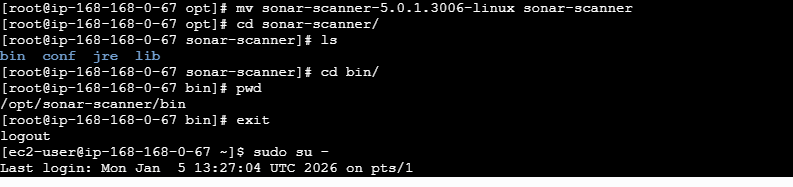 [root@ip-168-168-0-67 opt]# mv sonar-scanner-5.0.1.3006-linux sonar-scanner
[root@ip-168-168-0-67 opt]# cd sonar-scanner/
[root@ip-168-168-0-67 sonar-scanner]# ls
bin  conf  jre  lib
[root@ip-168-168-0-67 sonar-scanner]# cd bin/
[root@ip-168-168-0-67 bin]# pwd
/opt/sonar-scanner/bin
[root@ip-168-168-0-67 bin]# exit
logout
[ec2-user@ip-168-168-0-67 ~]$ sudo su -
Last login: Mon Jan  5 13:27:04 UTC 2026 on pts/1